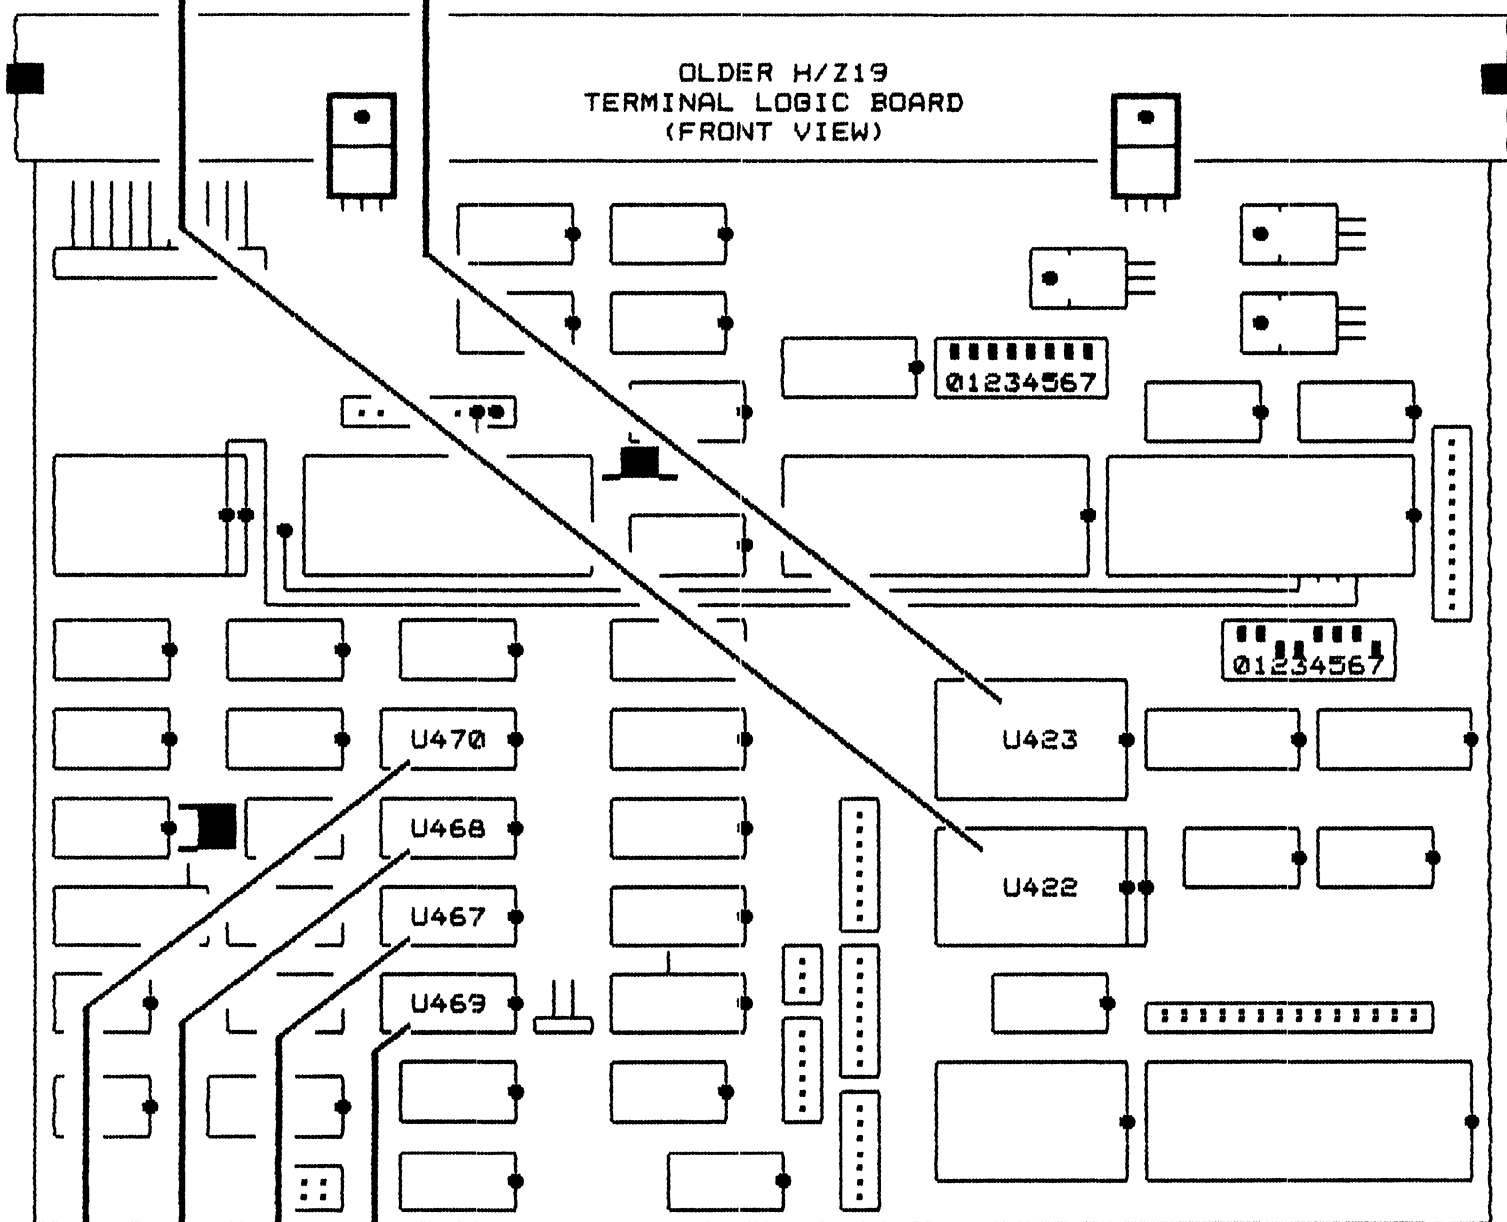 OLDER H/Z19
TERMINAL LOGIC BOARD
(FRONT VIEW)
01234567
01234567
U470
U423
U468
U422
U467
U469